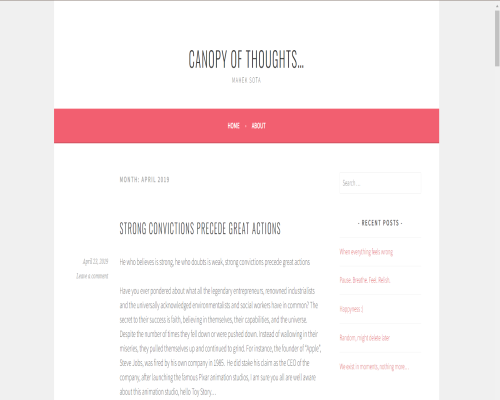 CANOPY OF THOUGHTS...
MAHEK SOTA
HOME
ABOUT
MONTH: APRIL 2019
Search …
STRONG CONVICTIONS PRECEDE GREAT ACTIONS
- RECENT POSTS -
When everything feels wrong
Pause. Breathe. Feel. Relish.
Happyness :)
Random, might delete later
We exist in moments, nothing more…
April 23, 2019
Leave a comment
He who believes is strong, he who doubts is weak, strong convictions precede great actions
Have you ever pondered about what all the legendary entrepreneurs, renowned industrialists
and the universally acknowledged environmentalists and social workers have in common? The
secret to their success is faith, believing in themselves, their capabilities, and the universe.
Despite the number of times they fell down or were pushed down. Instead of wallowing in their
miseries, they pulled themselves up and continued to grind. For instance, the founder of "Apple",
Steve Jobs, was fired by his own company in 1985. He did stake his claim as the CEO of the
company, after launching the famous Pixar animation studios, I am sure you all are well aware
about this animation studio, hello Toy Story…